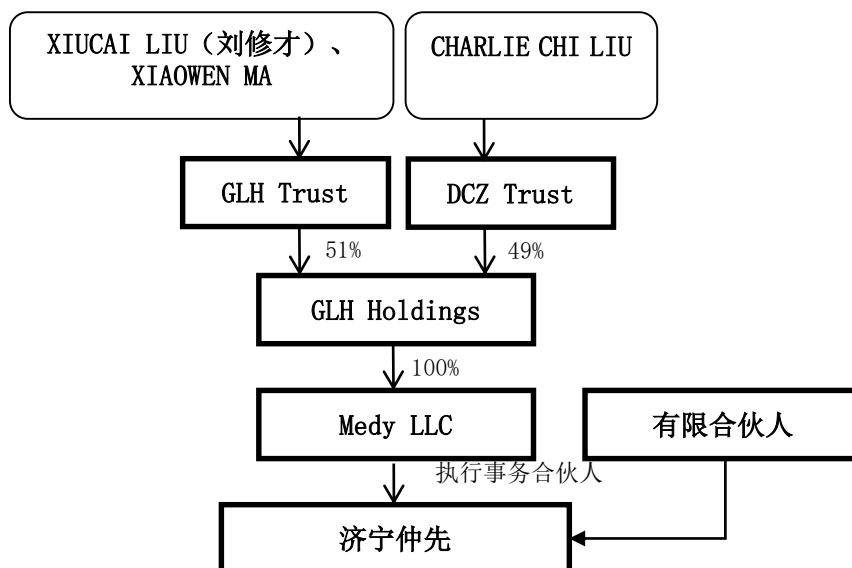 XIUCAI LIU（刘修才）、
XIAOWEN MA
CHARLIE CHI LIU
GLH Trust
DCZ Trust
51%
49%
GLH Holdings
100%
Medy LLC
有限合伙人
执行事务合伙人
济宁仲先